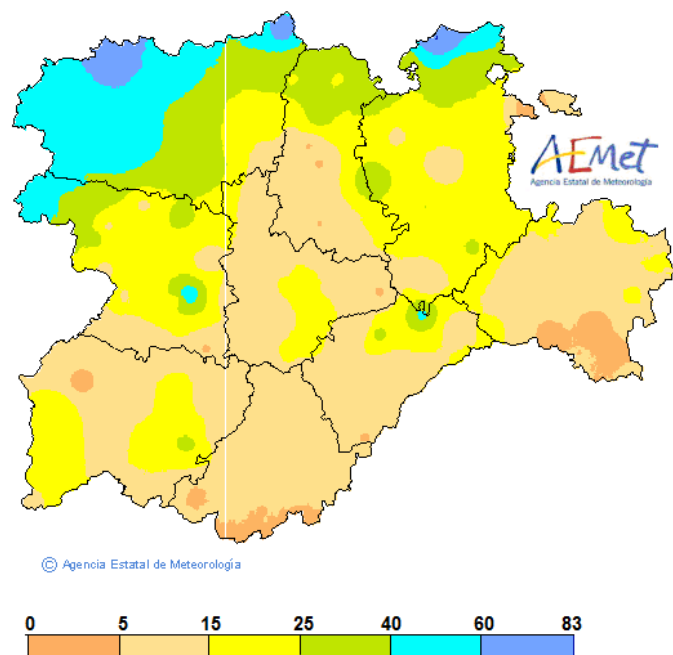 AEMet
Agencia Estatal de Meteorología
© Agencia Estatal de Meteorología
0 5 15 25 40 60 83